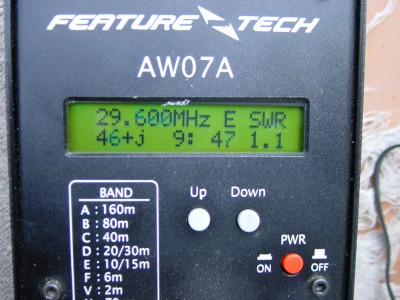 FEATURE TECH
AW07A
29.600MHz E SWR
46+j 9: 47 1.1
BAND
A : 160m
B : 80m
C : 40m
D : 20/30m
E : 10/15m
F : 6m
V : 2m
Up Down
PWR
ON OFF